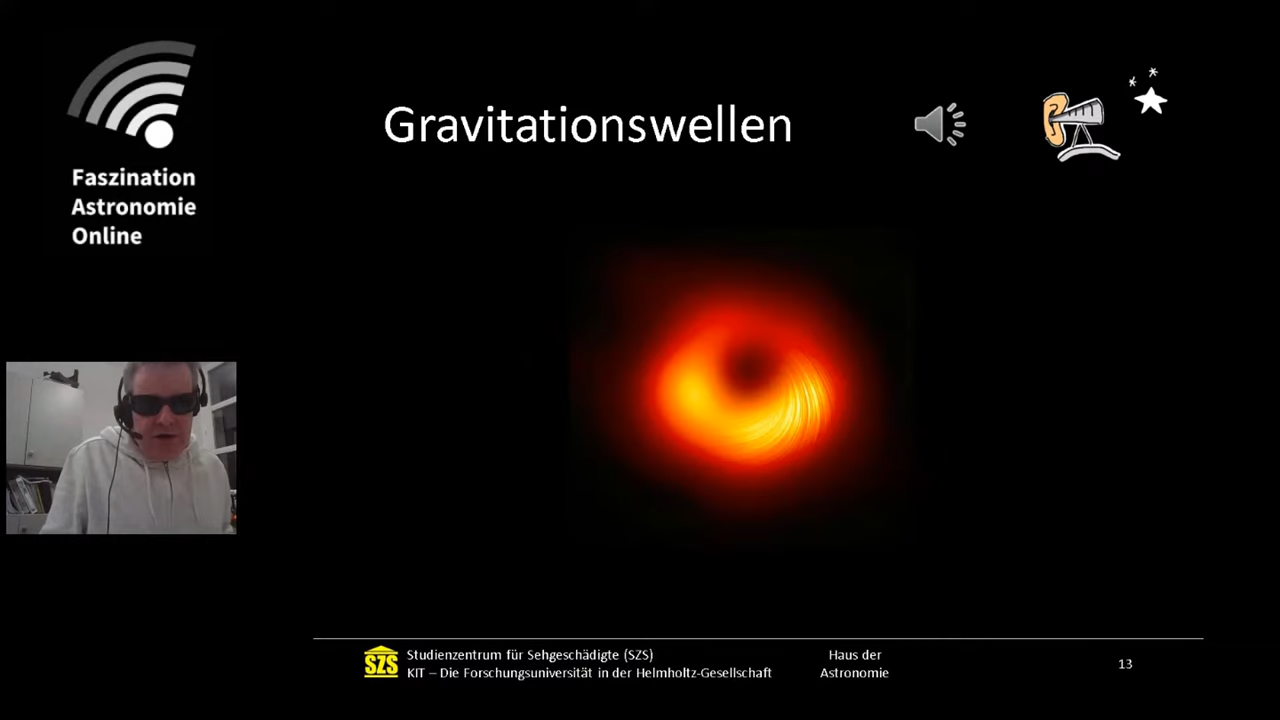 Gravitationswellen
Faszination
Astronomie
Online
SZS
Studienzentrum für Sehgeschädigte (SZS)
KIT – Die Forschungsuniversität in der Helmholtz-Gesellschaft
Haus der
Astronomie
13